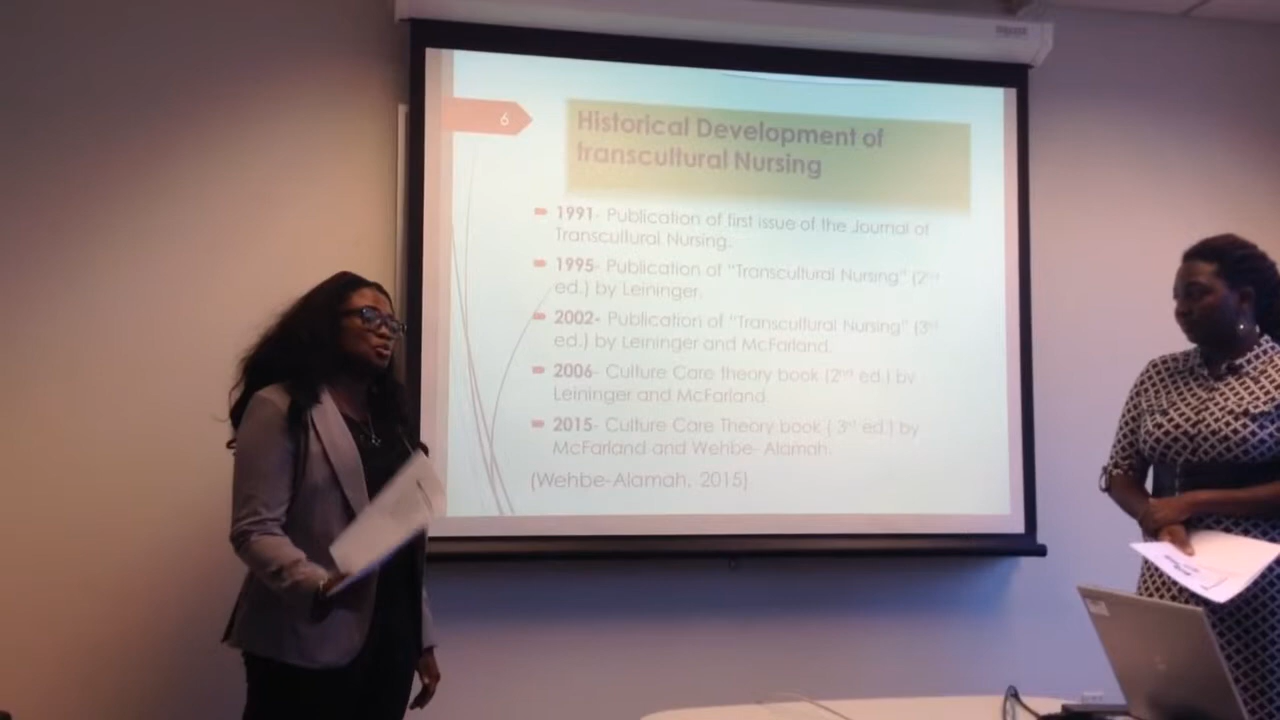 6
Historical Development of
transcultural Nursing
1991- Publication of first issue of the Journal of
Transcultural Nursing.
1995- Publication of “Transcultural Nursing” (2nd
ed.) by Leininger.
2002- Publication of “Transcultural Nursing” (3rd
ed.) by Leininger and McFarland.
2006- Culture Care theory book (2nd ed.) by
Leininger and McFarland
2015- Culture Care Theory book ( 3rd ed.) by
McFarland and Wehbe- Alamah.
(Wehbe-Alamah, 2015)